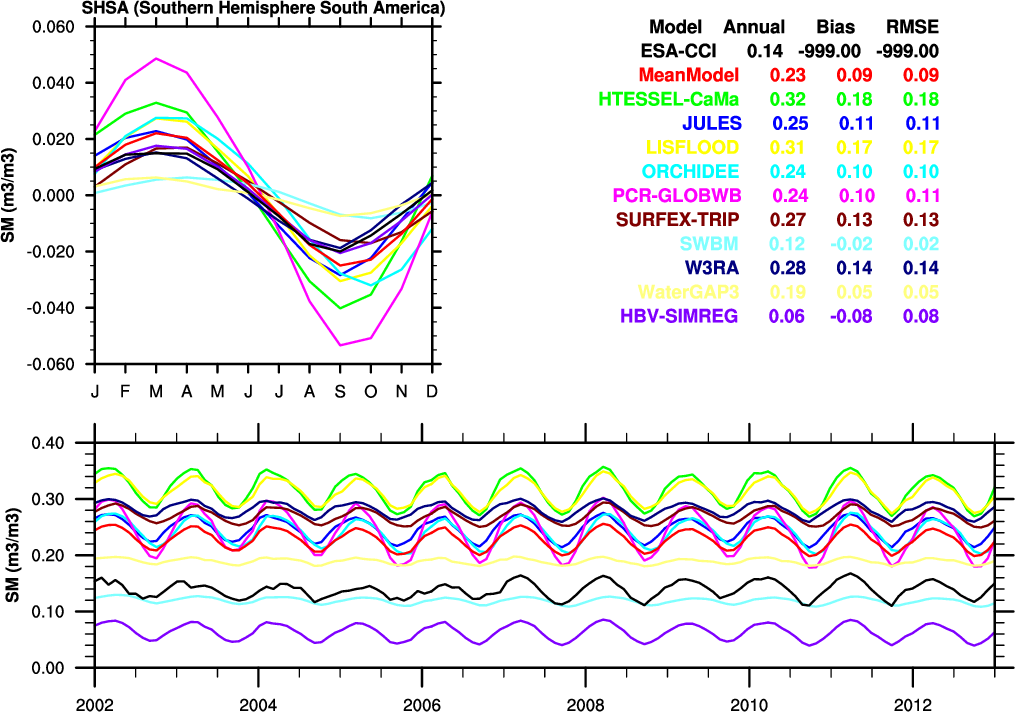 SHSA (Southern Hemisphere South America)
0.060
0.040
0.020
0.000
-0.020
-0.040
-0.060
SM (m3/m3)
J F M A M J J A S O N D
Model Annual Bias RMSE
ESA-CCI 0.14 -999.00 -999.00
MeanModel 0.23 0.09 0.09
HTESSEL-CaMa 0.32 0.18 0.18
JULES 0.25 0.11 0.11
LISFLOOD 0.31 0.17 0.17
ORCHIDEE 0.24 0.10 0.10
PCR-GLOBWB 0.24 0.10 0.11
SURFEX-TRIP 0.27 0.13 0.13
SWBM 0.12 -0.02 0.02
W3RA 0.28 0.14 0.14
WaterGAP3 0.19 0.05 0.05
HBV-SIMREG 0.06 -0.08 0.08
0.40
0.30
0.20
0.10
0.00
SM (m3/m3)
2002 2004 2006 2008 2010 2012